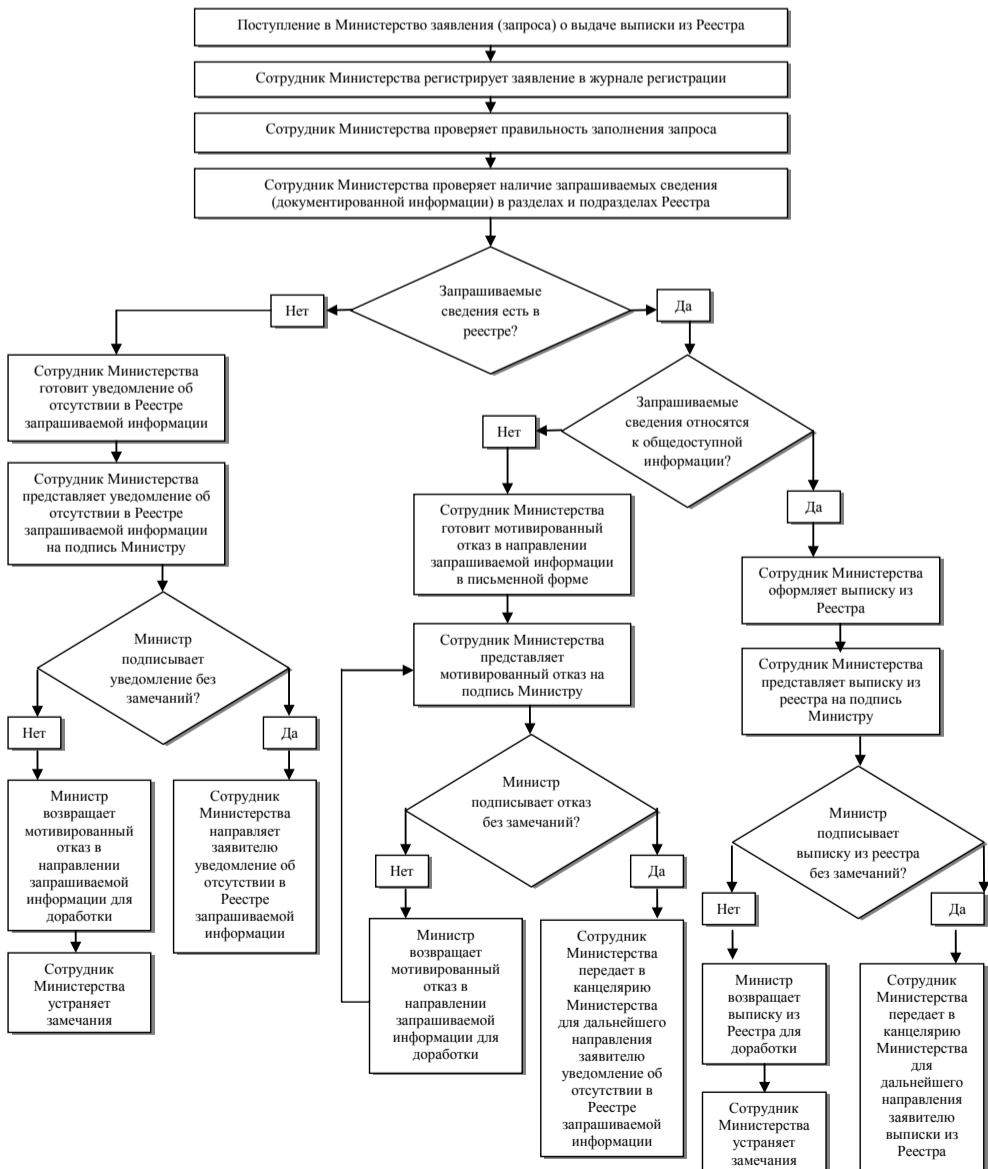 Поступление в Министерство заявления (запроса) о выдаче выписки из Реестра
Сотрудник Министерства регистрирует заявление в журнале регистрации
Сотрудник Министерства проверяет правильность заполнения запроса
Сотрудник Министерства проверяет наличие запрашиваемых сведения
(документированной информации) в разделах и подразделах Реестра
Запрашиваемые
сведения есть в
реестре?
Нет
Да
Сотрудник Министерства
готовит уведомление об
отсутствии в Реестре
запрашиваемой информации
Сотрудник Министерства
представляет уведомление об
отсутствии в Реестре
запрашиваемой информации
на подпись Министру
Министр
подписывает
уведомление без
замечаний?
Нет
Да
Министр
возвращает
мотивированный
отказ в
направлении
запрашиваемой
информации для
доработки
Сотрудник
Министерства
устраняет
замечания
Сотрудник
Министерства
направляет
заявителю
уведомление об
отсутствии в
Реестре
запрашиваемой
информации
Запрашиваемые
сведения относятся
к общедоступной
информации?
Нет
Да
Сотрудник Министерства
готовит мотивированный
отказ в направлении
запрашиваемой информации
в письменной форме
Сотрудник Министерства
представляет
мотивированный отказ на
подпись Министру
Министр
подписывает отказ
без замечаний?
Нет
Да
Министр
возвращает
мотивированный
отказ в
направлении
запрашиваемой
информации для
доработки
Сотрудник
Министерства
передает в
канцелярию
Министерства
для дальнейшего
направления
заявителю
уведомление об
отсутствии в
Реестре
запрашиваемой
информации
Сотрудник Министерства
оформляет выписку из
Реестра
Сотрудник Министерства
представляет выписку из
реестра на подпись
Министру
Министр
подписывает
выписку из реестра
без замечаний?
Нет
Да
Министр
возвращает
выписку из
Реестра для
доработки
Сотрудник
Министерства
устраняет
замечания
Сотрудник
Министерства
передает в
канцелярию
Министерства
для
дальнейшего
направления
заявителю
выписки из
Реестра